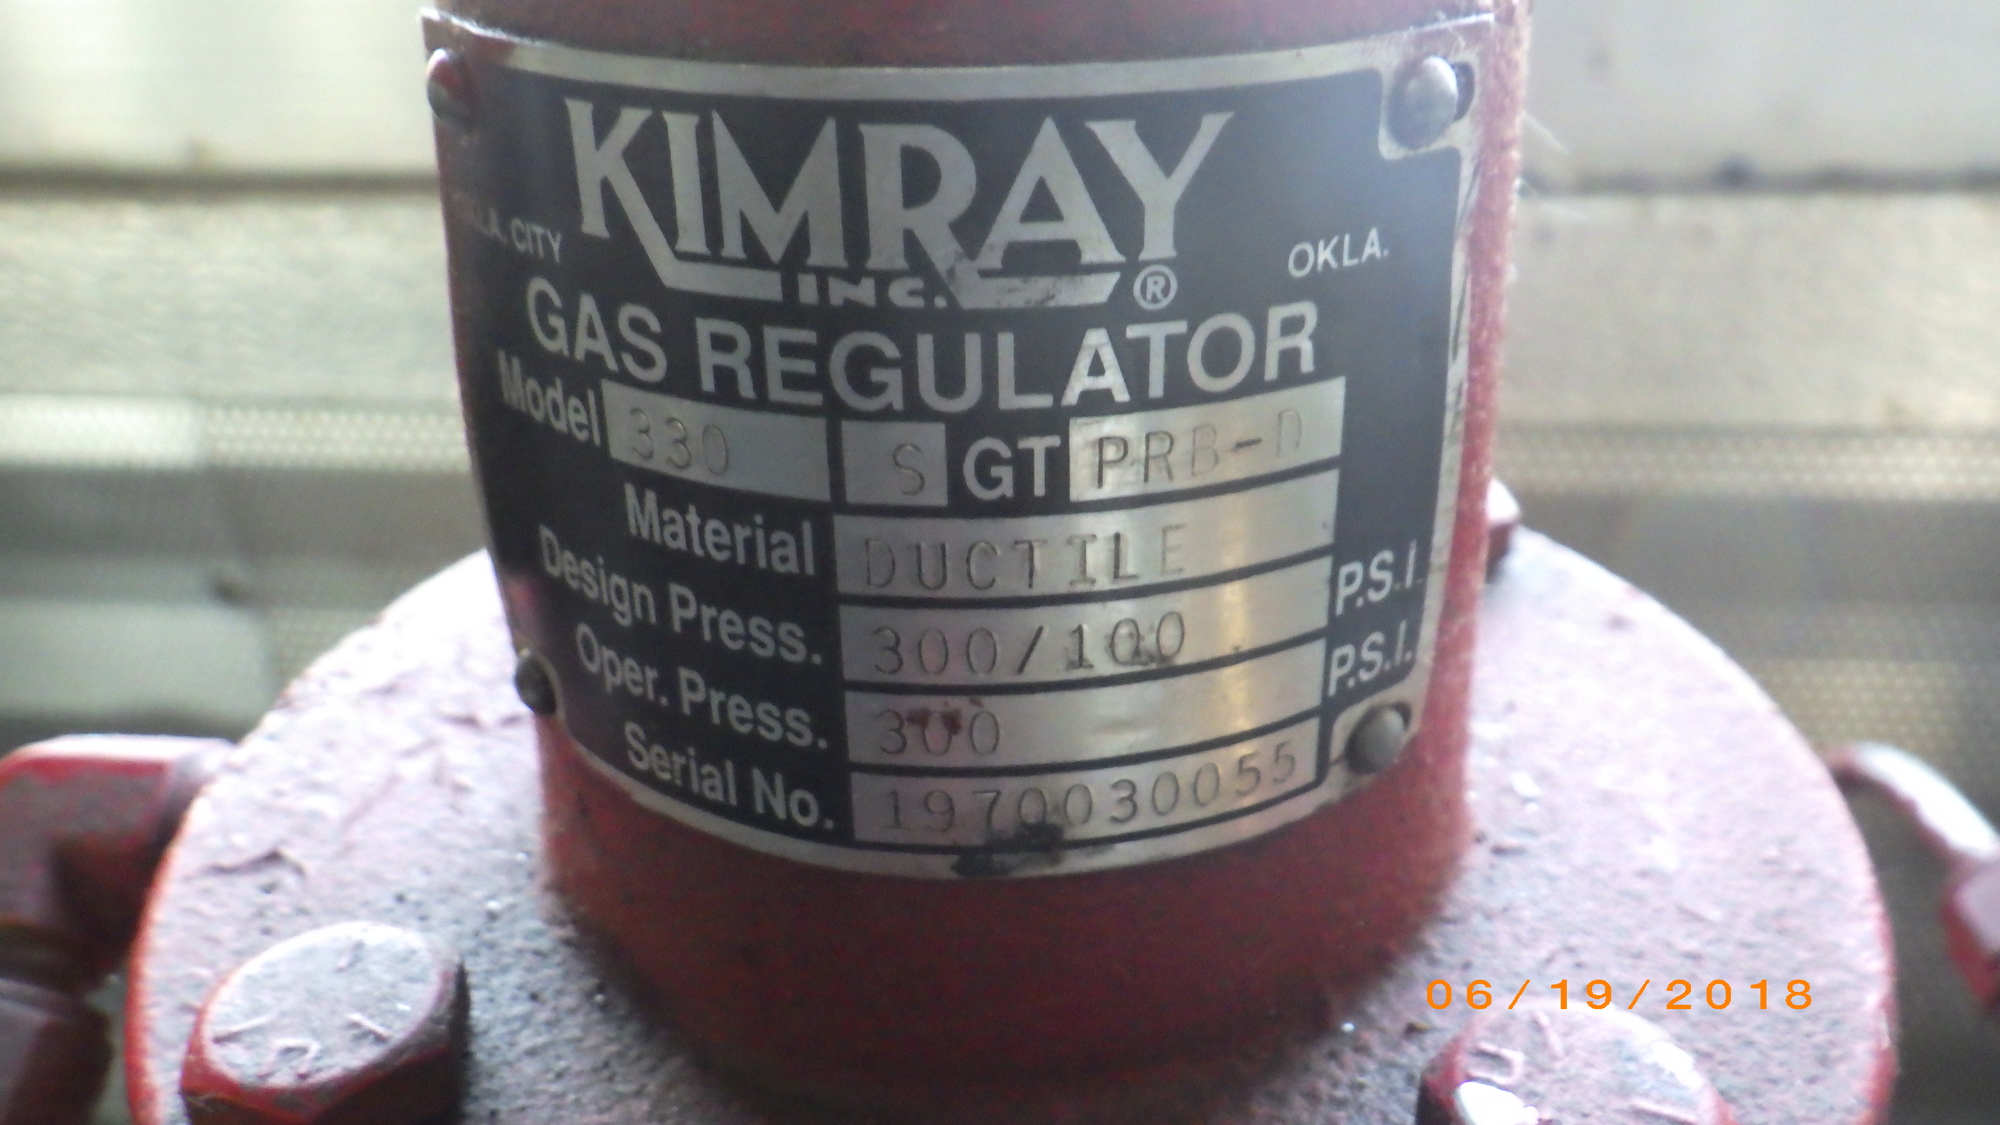 KIMRAY
INC. ®
OKLA. CITY
OKLA.
GAS REGULATOR
Model 330 S GT PRB-D
Material DUCTILE
Design Press. 300/100 P.S.I.
Oper. Press. 300 P.S.I.
Serial No. 1970030055
06/19/2018